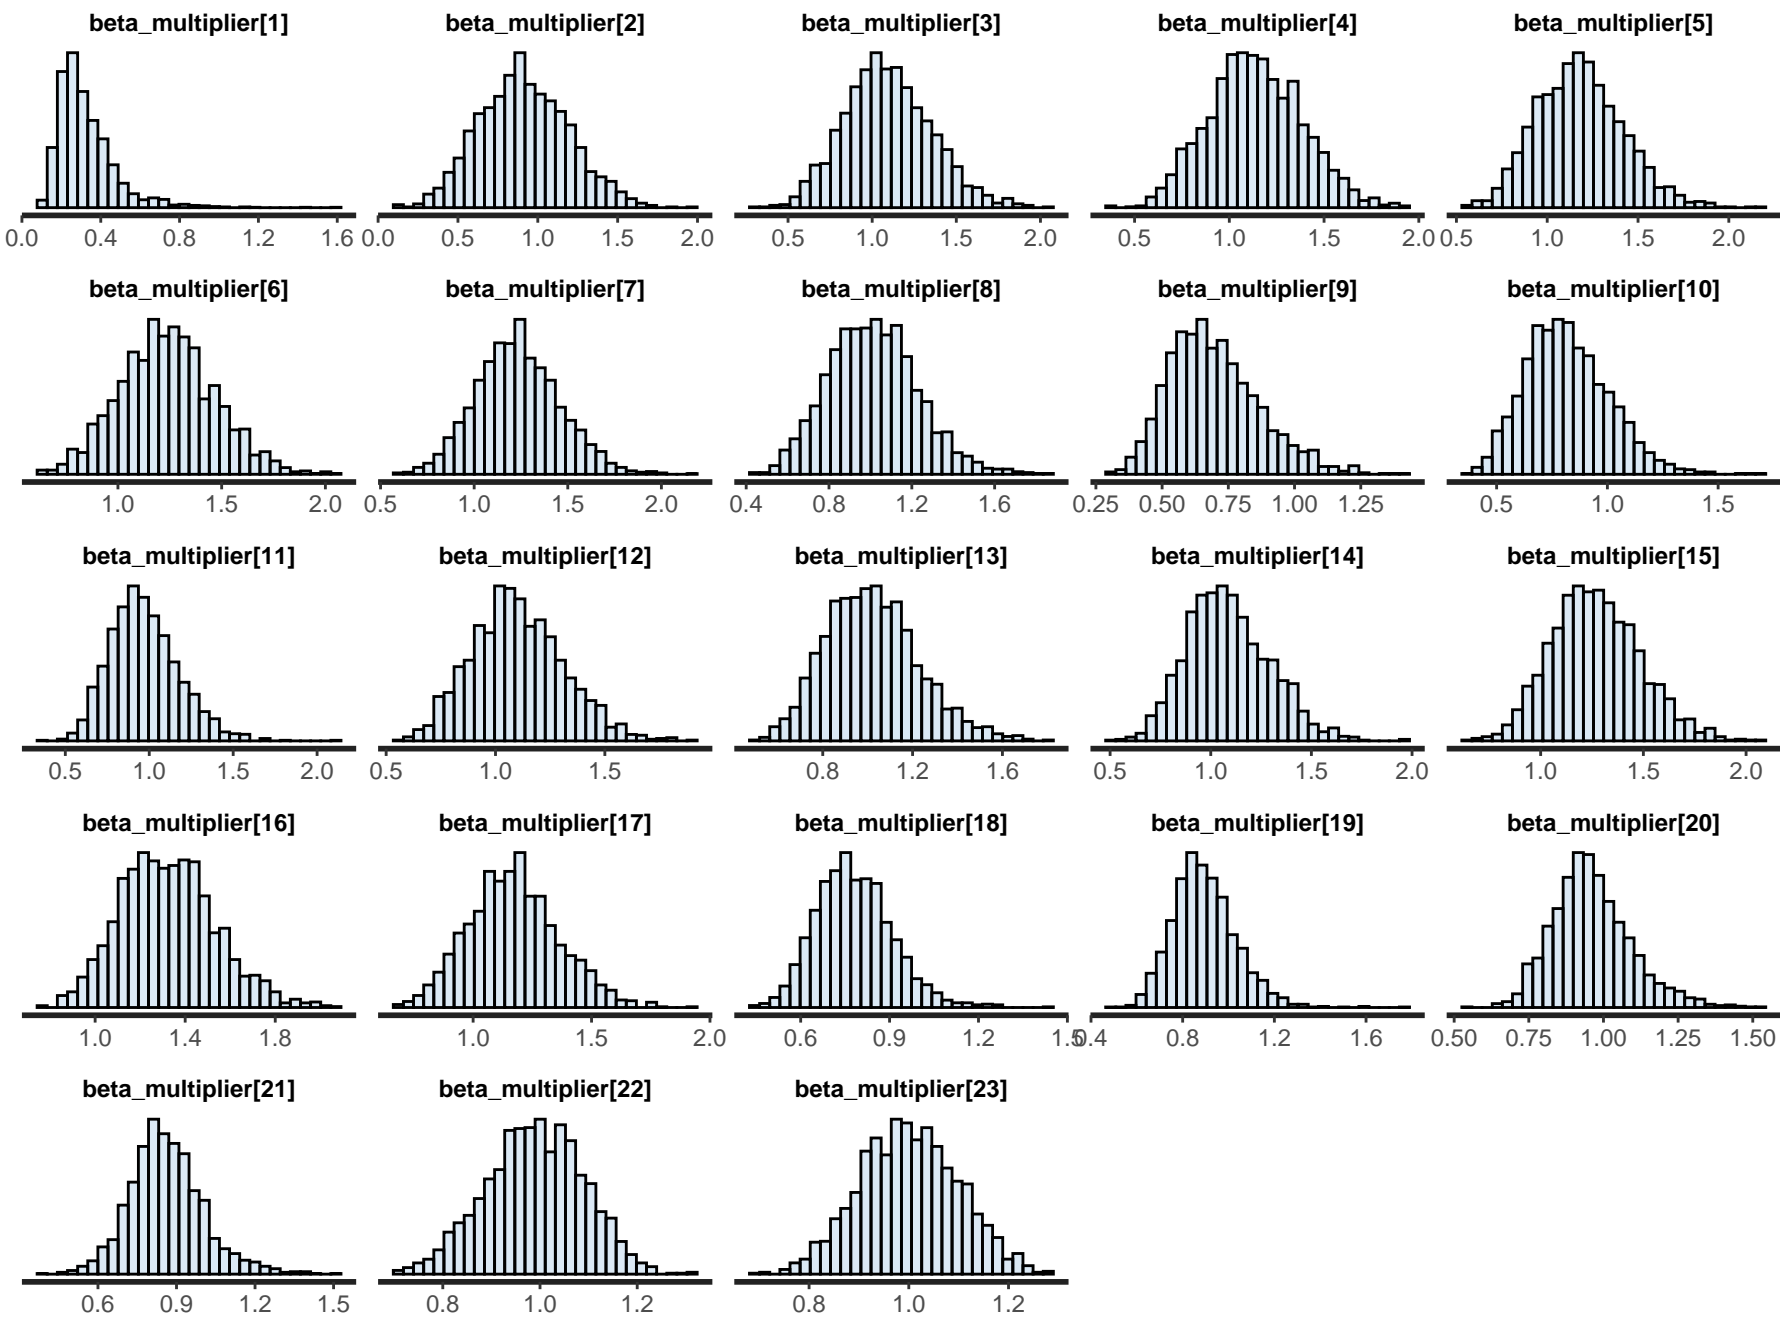 beta_multiplier[1] beta_multiplier[2] beta_multiplier[3] beta_multiplier[4] beta_multiplier[5]
0.0 0.4 0.8 1.2 1.6 0.0 0.5 1.0 1.5 2.0 0.5 1.0 1.5 2.0 0.5 1.0 1.5 2.0 0.5 1.0 1.5 2.0
beta_multiplier[6] beta_multiplier[7] beta_multiplier[8] beta_multiplier[9] beta_multiplier[10]
1.0 1.5 2.0 0.5 1.0 1.5 2.0 0.4 0.8 1.2 1.6 0.25 0.50 0.75 1.00 1.25 0.5 1.0 1.5
beta_multiplier[11] beta_multiplier[12] beta_multiplier[13] beta_multiplier[14] beta_multiplier[15]
0.5 1.0 1.5 2.0 0.5 1.0 1.5 0.8 1.2 1.6 0.5 1.0 1.5 2.0 1.0 1.5 2.0
beta_multiplier[16] beta_multiplier[17] beta_multiplier[18] beta_multiplier[19] beta_multiplier[20]
1.0 1.4 1.8 1.0 1.5 2.0 0.6 0.9 1.2 1.5 0.4 0.8 1.2 1.6 0.50 0.75 1.00 1.25 1.50
beta_multiplier[21] beta_multiplier[22] beta_multiplier[23]
0.6 0.9 1.2 1.5 0.8 1.0 1.2 0.8 1.0 1.2